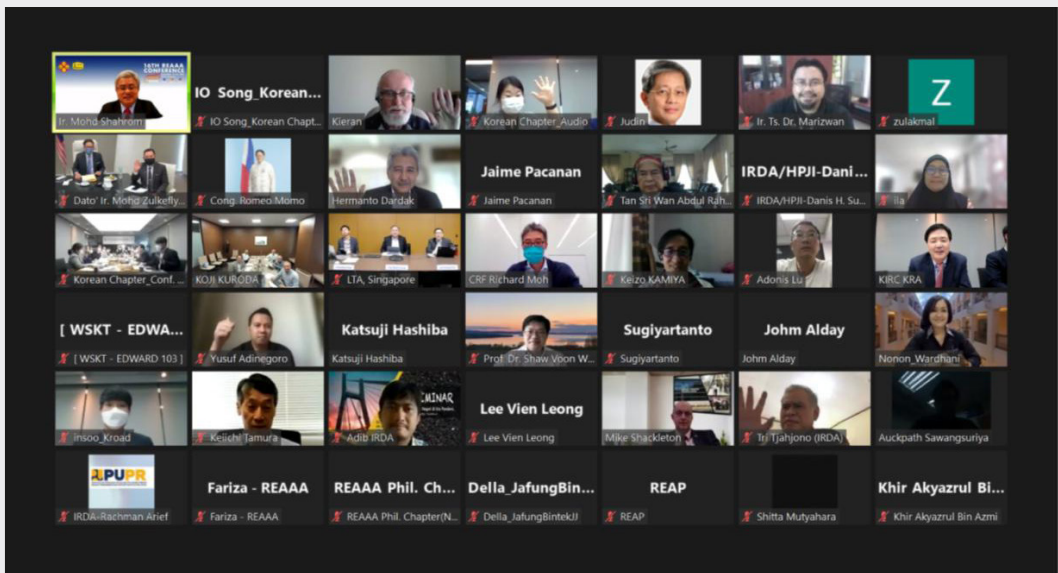 16TH REAAA
CONFERENCE
Ir. Mohd Shahrom
IO Song_Korean...
IO Song_Korean Chapt...
Kieran
Korean Chapter_Audio
Judin
Ir. Ts. Dr. Marizwan
Z
zulakmal
Dato' Ir. Mohd Zulkefly...
Cong. Romeo Momo
Hermanto Dardak
Jaime Pacanan
Jaime Pacanan
Tan Sri Wan Abdul Rah...
IRDA/HPJI-Dani...
IRDA/HPJI-Danis H. Su...
ila
Korean Chapter_Conf. ...
KOJI KURODA
LTA, Singapore
CRF Richard Moh
Keizo KAMIYA
Adonis Lu
KIRC KRA
[ WSKT - EDWA...
[ WSKT - EDWARD 103 ]
Yusuf Adinegoro
Katsuji Hashiba
Katsuji Hashiba
Prof. Dr. Shaw Voon W...
Sugiyartanto
Sugiyartanto
Johm Alday
Johm Alday
Nonon_Wardhani
Insoo_Kroad
Keiichi Tamura
MINAR
Adib IRDA
Lee Vien Leong
Lee Vien Leong
Mike Shackleton
Tri Tjahjono (IRDA)
Auckpath Sawangsuriya
PUPR
IRDA-Rachman Arief
Fariza - REAAA
Fariza - REAAA
REAAA Phil. Ch...
REAAA Phil. Chapter(N...
Della_JafungBin...
Della_JafungBintekJJ
REAP
REAP
Shitta Mutyahara
Khir Akyazrul Bi...
Khir Akyazrul Bin Azmi